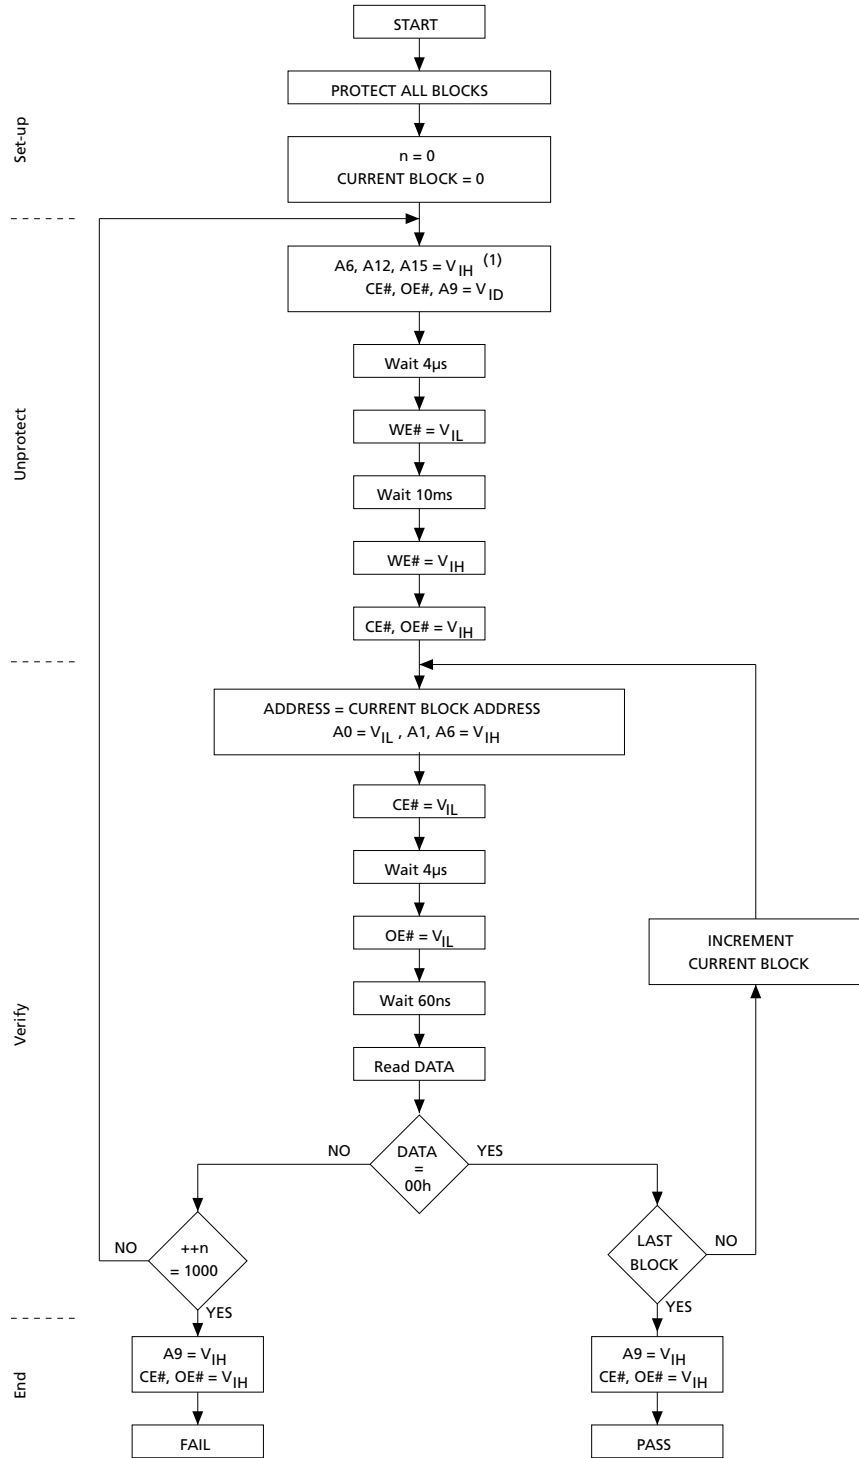 START
PROTECT ALL BLOCKS
Set-up
n = 0
CURRENT BLOCK = 0
A6, A12, A15 = VIH (1)
CE#, OE#, A9 = VID
Wait 4µs
Unprotect
WE# = VIL
Wait 10ms
WE# = VIH
CE#, OE# = VIH
ADDRESS = CURRENT BLOCK ADDRESS
A0 = VIL , A1, A6 = VIH
CE# = VIL
Wait 4µs
OE# = VIL
INCREMENT
CURRENT BLOCK
Wait 60ns
Verify
Read DATA
NO
DATA
=
00h
YES
NO
++n
= 1000
YES
LAST
BLOCK
NO
YES
End
A9 = VIH
CE#, OE# = VIH
A9 = VIH
CE#, OE# = VIH
FAIL
PASS